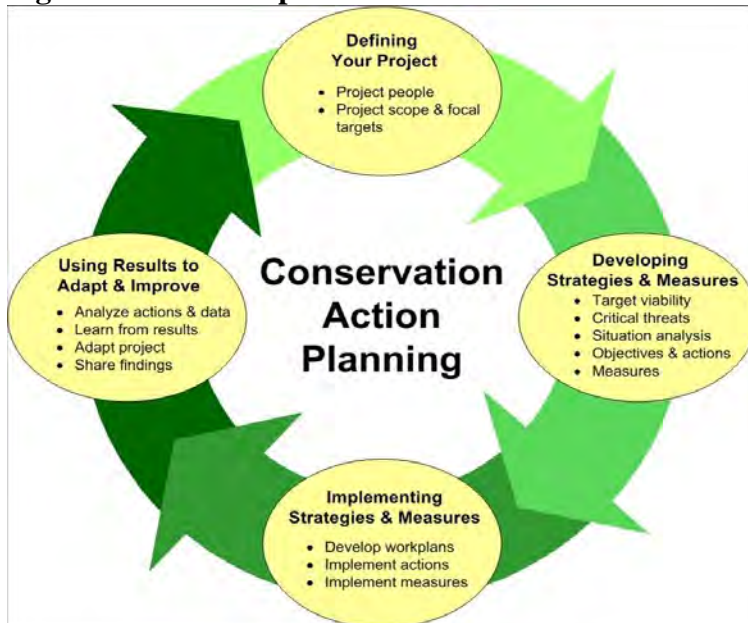 Defining
Your Project
• Project people
• Project scope & focal
targets
Developing
Strategies & Measures
• Target viability
• Critical threats
• Situation analysis
• Objectives & actions
• Measures
Implementing
Strategies & Measures
• Develop workplans
• Implement actions
• Implement measures
Using Results to
Adapt & Improve
• Analyze actions & data
• Learn from results
• Adapt project
• Share findings
Conservation
Action
Planning